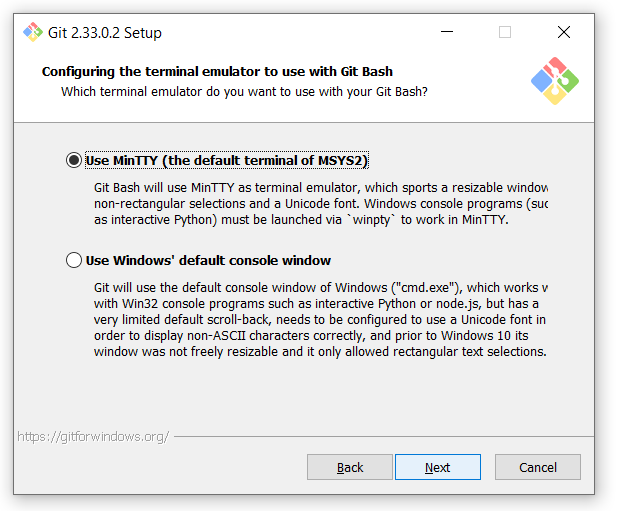 Git 2.33.0.2 Setup
Configuring the terminal emulator to use with Git Bash
Which terminal emulator do you want to use with your Git Bash?
Use MinTTY (the default terminal of MSYS2)
Git Bash will use MinTTY as terminal emulator, which sports a resizable window
non-rectangular selections and a Unicode font. Windows console programs (suc
as interactive Python) must be launched via `winpty` to work in MinTTY.
Use Windows' default console window
Git will use the default console window of Windows ("cmd.exe"), which works w
with Win32 console programs such as interactive Python or node.js, but has a
very limited default scroll-back, needs to be configured to use a Unicode font in
order to display non-ASCII characters correctly, and prior to Windows 10 its
window was not freely resizable and it only allowed rectangular text selections.
https://gitforwindows.org/
Back Next Cancel